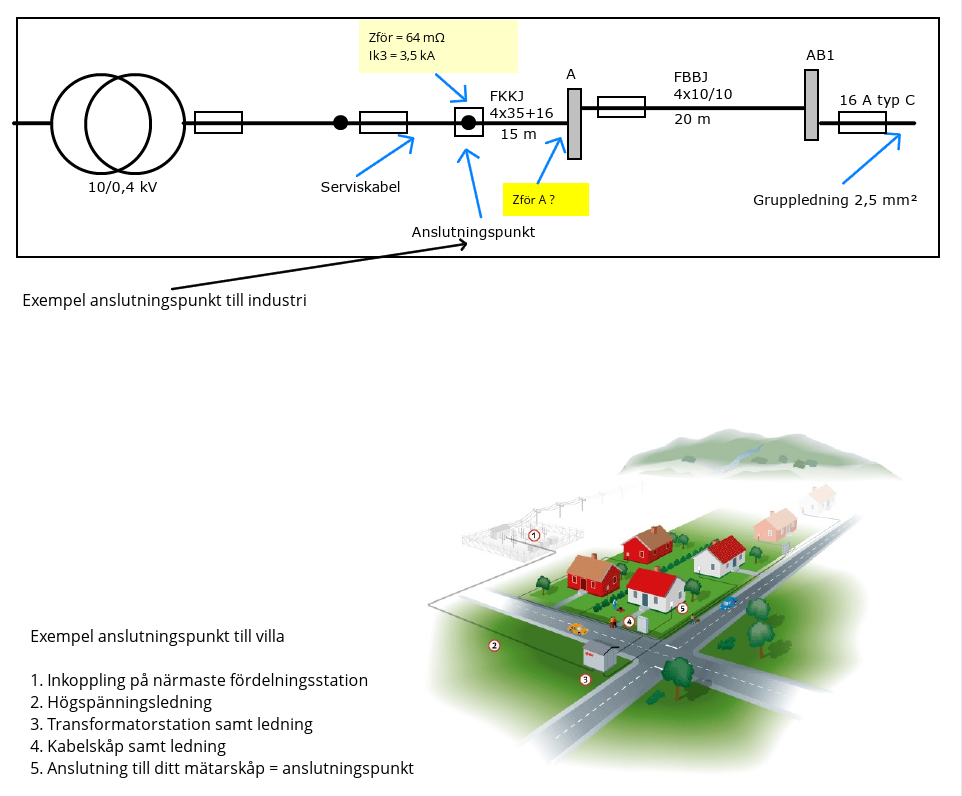 Zför = 64 mΩ
Ik3 = 3,5 kA
A
AB1
FKKJ
4x35+16
15 m
FBBJ
4x10/10
20 m
16 A typ C
10/0,4 kV
Serviskabel
Zför A ?
Gruppledning 2,5 mm²
Anslutningspunkt
Exempel anslutningspunkt till industri
1
2
3
4
5
Exempel anslutningspunkt till villa
1. Inkoppling på närmaste fördelningsstation
2. Högspänningsledning
3. Transformatorstation samt ledning
4. Kabelskåp samt ledning
5. Anslutning till ditt mätarskåp = anslutningspunkt